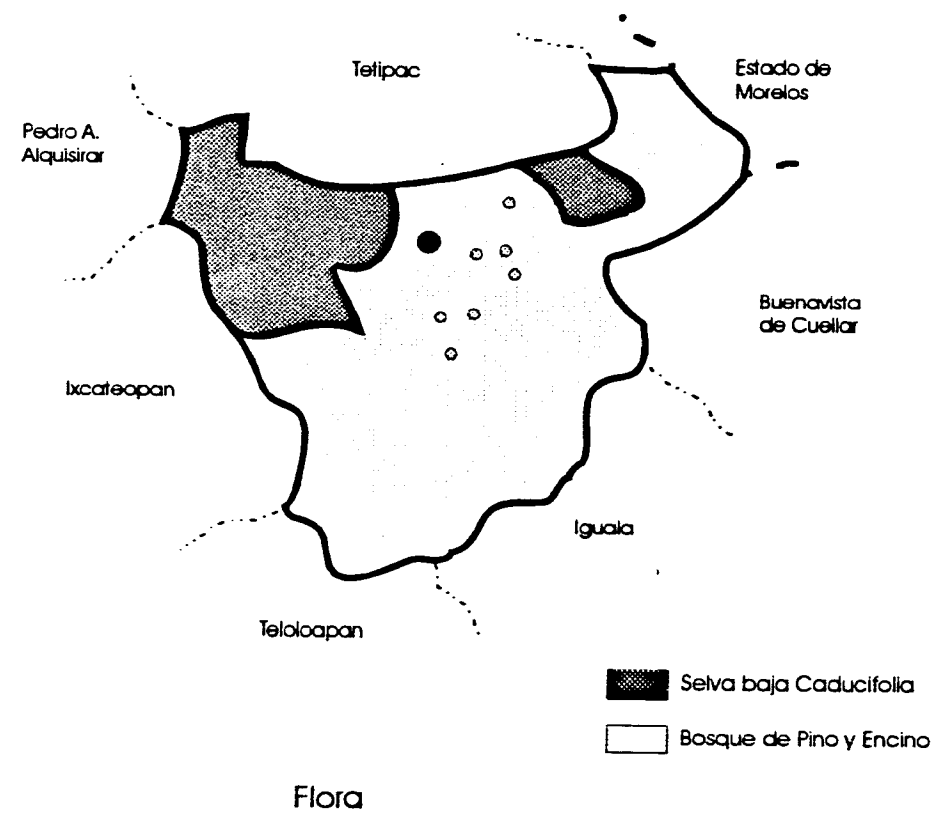 Tetipac
Estado de
Morelos
Pedro A.
Alquisirar
Buenavista
de Cuellar
Ixcateopan
Iguala
Teloloapan
Selva baja Caducifolia
Bosque de Pino y Encino
Flora